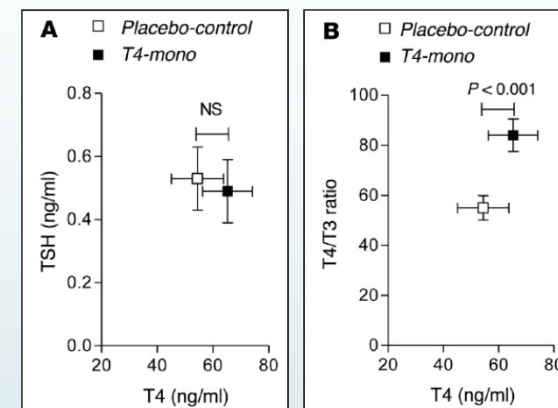 A
Placebo-control
T4-mono
NS
0.8
0.6
0.4
0.2
0.0
TSH (ng/ml)
20 40 60 80
T4 (ng/ml)
B
Placebo-control
T4-mono
P < 0.001
100
80
60
40
20
0
T4/T3 ratio
20 40 60 80
T4 (ng/ml)